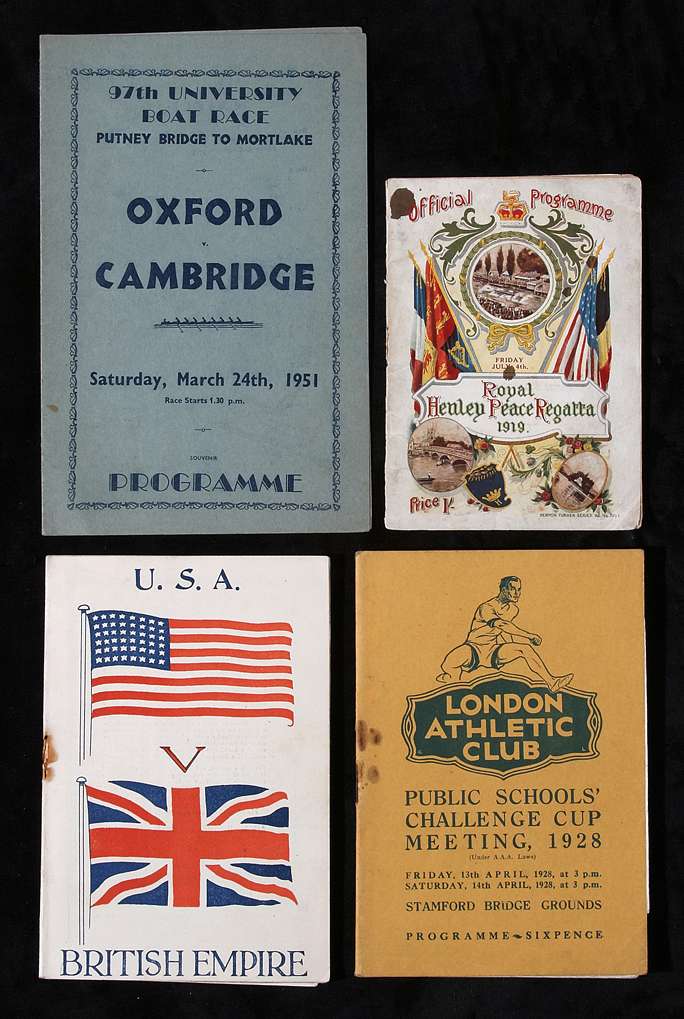 97th UNIVERSITY
BOAT RACE
PUTNEY BRIDGE TO MORTLAKE
OXFORD
v.
CAMBRIDGE
Saturday, March 24th, 1951
Race Starts 1.30 p.m.
SOUVENIR
PROGRAMME
Official Programme
FRIDAY
JULY 4th.
Royal
Henley Peace Regatta
1919.
Price 1/-
U. S. A.
V
BRITISH EMPIRE
LONDON
ATHLETIC
CLUB
PUBLIC SCHOOLS'
CHALLENGE CUP
MEETING, 1928
(Under A.A.A. Laws)
FRIDAY, 13th APRIL, 1928, at 3 p.m.
SATURDAY, 14th APRIL, 1928, at 3 p.m.
STAMFORD BRIDGE GROUNDS
PROGRAMME ~ SIXPENCE